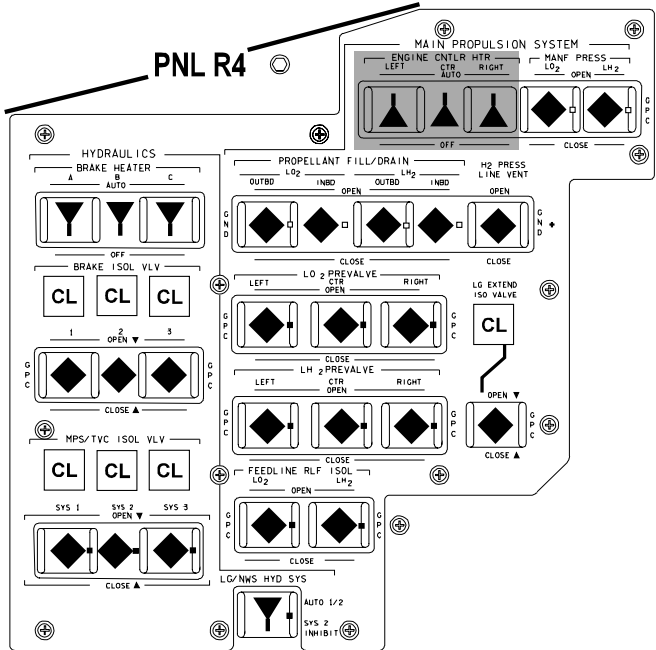 PNL R4
MAIN PROPULSION SYSTEM
ENGINE CNTLR HTR
MANF PRESS
LEFT CTR RIGHT
LO2 LH2
AUTO
OPEN
GPC
OFF
CLOSE
HYDRAULICS
BRAKE HEATER
A B C
AUTO
OFF
PROPELLANT FILL/DRAIN
LO2 LH2
OUTBD INBD OUTBD INBD
OPEN
GND
CLOSE
H2 PRESS
LINE VENT
OPEN
GND
CLOSE
BRAKE ISOL VLV
CL CL CL
1 2 3
OPEN ▼
GPC GPC
CLOSE ▲
LO2 PREVALVE
LEFT CTR RIGHT
OPEN
GPC GPC
CLOSE
LG EXTEND
ISO VALVE
CL
OPEN ▼
GPC
CLOSE ▲
LH2 PREVALVE
LEFT CTR RIGHT
OPEN
GPC GPC
CLOSE
MPS/TVC ISOL VLV
CL CL CL
SYS 1 SYS 2 SYS 3
OPEN ▼
CLOSE ▲
FEEDLINE RLF ISOL
LO2 LH2
OPEN
GPC GPC
CLOSE
LG/NWS HYD SYS
AUTO 1/2
SYS 2
INHIBIT